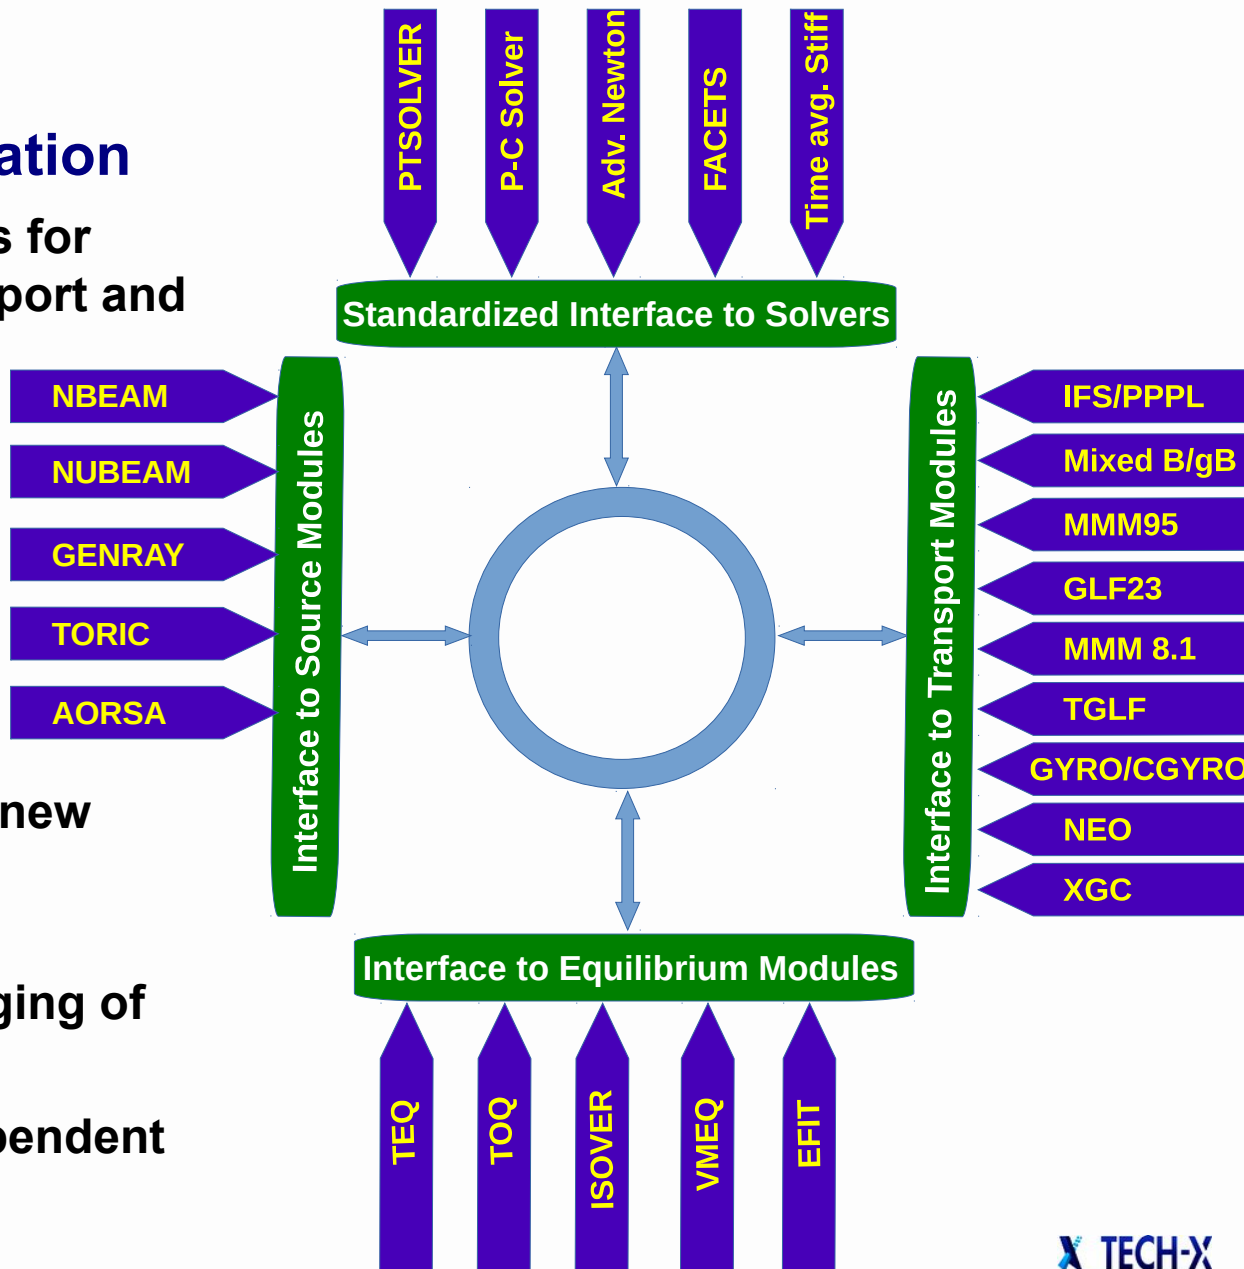 PTSOLVER
P-C Solver
Adv. Newton
FACETS
Time avg. Stiff
ation
s for
port and
Standardized Interface to Solvers
NBEAM
NUBEAM
GENRAY
TORIC
AORSA
Interface to Source Modules
Interface to Transport Modules
IFS/PPPL
Mixed B/gB
MMM95
GLF23
MMM 8.1
TGLF
GYRO/CGYRO
NEO
XGC
new
ging of
pendent
Interface to Equilibrium Modules
TEQ
TOQ
ISOVER
VMEQ
EFIT
TECH-X